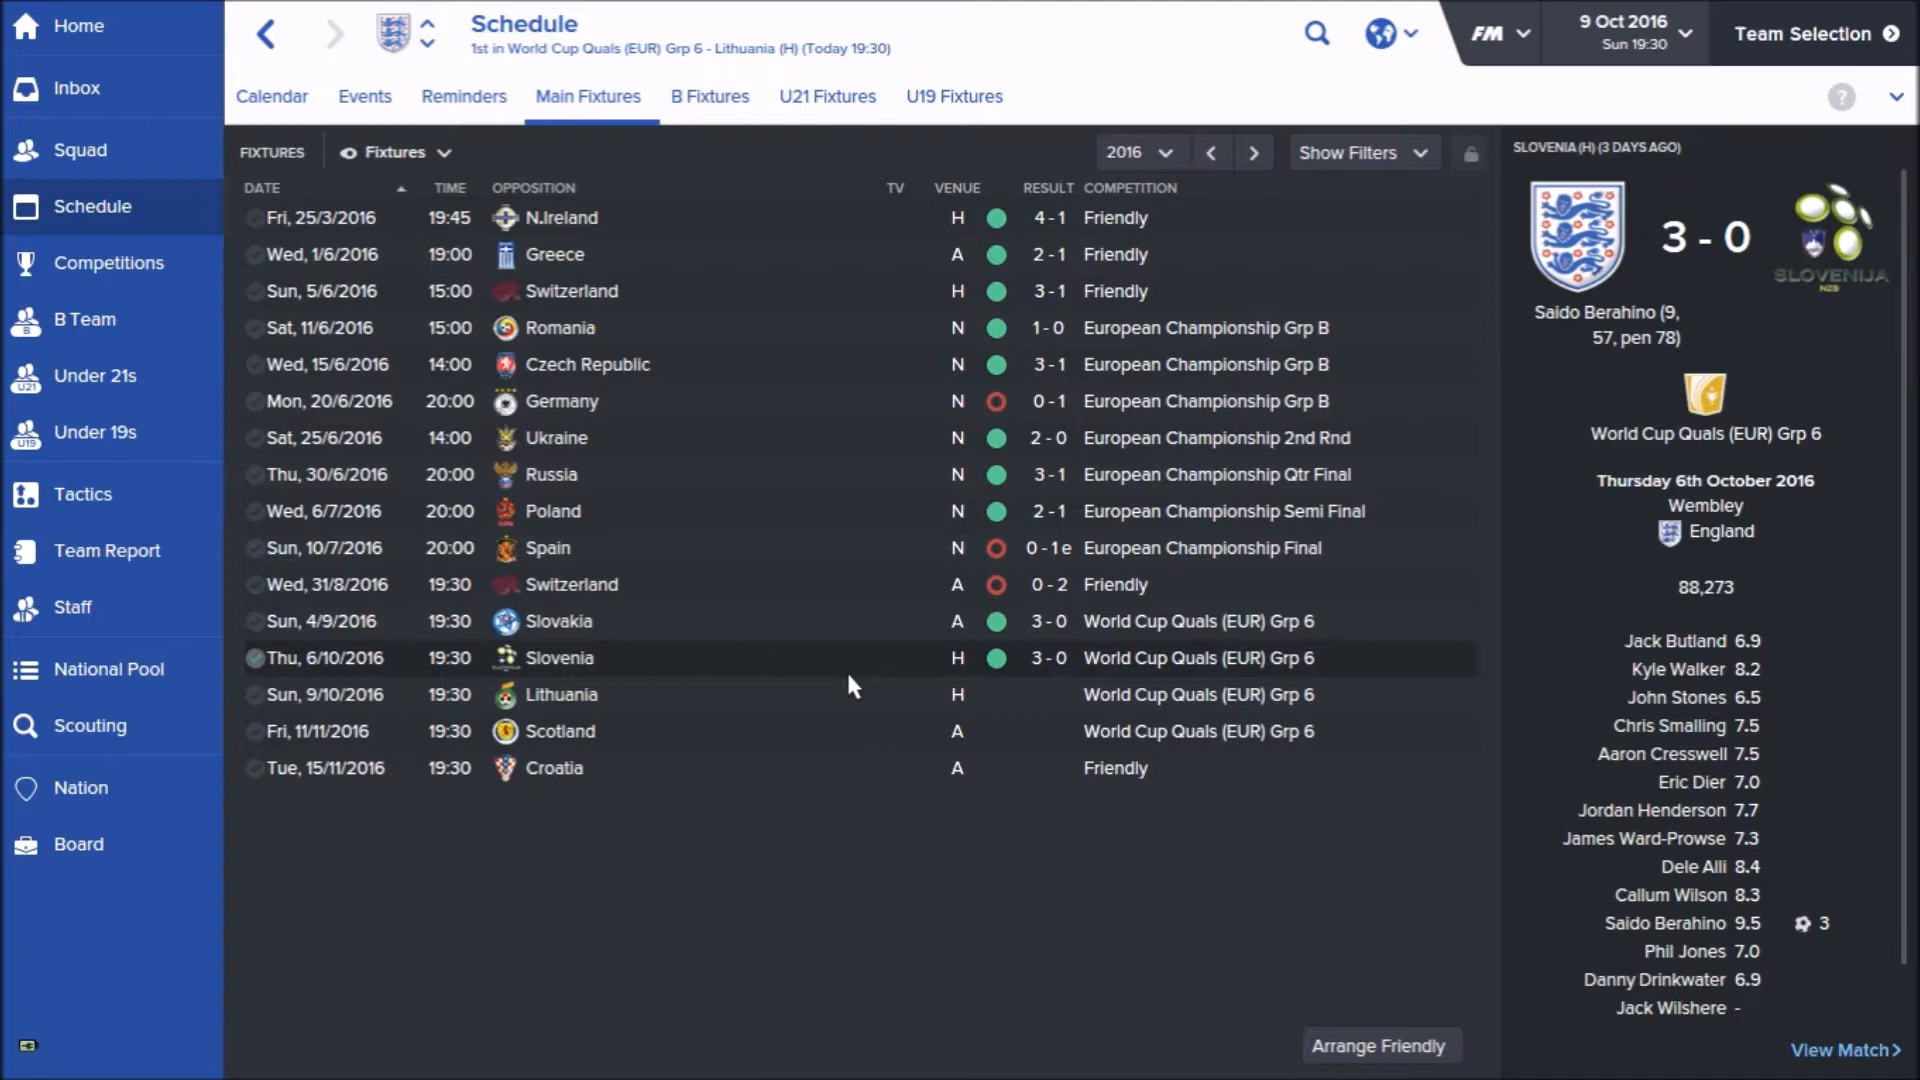 Home
Inbox
Squad
Schedule
Competitions
B Team
Under 21s
Under 19s
Tactics
Team Report
Staff
National Pool
Scouting
Nation
Board
B
U21
U19
Schedule
1st in World Cup Quals (EUR) Grp 6 - Lithuania (H) (Today 19:30)
FM
9 Oct 2016
Sun 19:30
Team Selection
Calendar Events Reminders Main Fixtures B Fixtures U21 Fixtures U19 Fixtures
?
FIXTURES Fixtures 2016 Show Filters
DATE TIME OPPOSITION TV VENUE RESULT COMPETITION
Fri, 25/3/2016 19:45 N.Ireland H 4 - 1 Friendly
Wed, 1/6/2016 19:00 Greece A 2 - 1 Friendly
Sun, 5/6/2016 15:00 Switzerland H 3 - 1 Friendly
Sat, 11/6/2016 15:00 Romania N 1 - 0 European Championship Grp B
Wed, 15/6/2016 14:00 Czech Republic N 3 - 1 European Championship Grp B
Mon, 20/6/2016 20:00 Germany N 0 - 1 European Championship Grp B
Sat, 25/6/2016 14:00 Ukraine N 2 - 0 European Championship 2nd Rnd
Thu, 30/6/2016 20:00 Russia N 3 - 1 European Championship Qtr Final
Wed, 6/7/2016 20:00 Poland N 2 - 1 European Championship Semi Final
Sun, 10/7/2016 20:00 Spain N 0 - 1e European Championship Final
Wed, 31/8/2016 19:30 Switzerland A 0 - 2 Friendly
Sun, 4/9/2016 19:30 Slovakia A 3 - 0 World Cup Quals (EUR) Grp 6
Thu, 6/10/2016 19:30 Slovenia H 3 - 0 World Cup Quals (EUR) Grp 6
Sun, 9/10/2016 19:30 Lithuania H World Cup Quals (EUR) Grp 6
Fri, 11/11/2016 19:30 Scotland A World Cup Quals (EUR) Grp 6
Tue, 15/11/2016 19:30 Croatia A Friendly
Arrange Friendly
SLOVENIA (H) (3 DAYS AGO)
3 - 0
SLOVENIJA
NZS
Saido Berahino (9,
57, pen 78)
World Cup Quals (EUR) Grp 6
Thursday 6th October 2016
Wembley
England
88,273
Jack Butland 6.9
Kyle Walker 8.2
John Stones 6.5
Chris Smalling 7.5
Aaron Cresswell 7.5
Eric Dier 7.0
Jordan Henderson 7.7
James Ward-Prowse 7.3
Dele Alli 8.4
Callum Wilson 8.3
Saido Berahino 9.5 3
Phil Jones 7.0
Danny Drinkwater 6.9
Jack Wilshere -
View Match